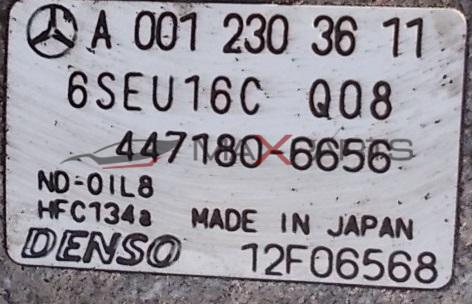 A 001 230 36 11
6SEU16C Q08
447180-6656
ND-OIL8
HFC134a MADE IN JAPAN
DENSO 12F06568